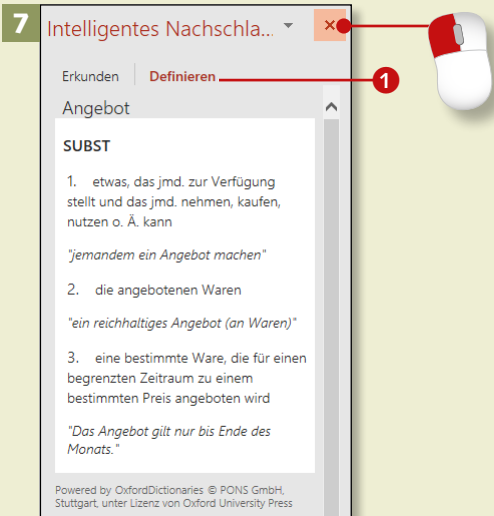 7
Intelligentes Nachschla...
Erkunden Definieren
1
Angebot
SUBST
1. etwas, das jmd. zur Verfügung
stellt und das jmd. nehmen, kaufen,
nutzen o. Ä. kann
"jemandem ein Angebot machen"
2. die angebotenen Waren
"ein reichhaltiges Angebot (an Waren)"
3. eine bestimmte Ware, die für einen
begrenzten Zeitraum zu einem
bestimmten Preis angeboten wird
"Das Angebot gilt nur bis Ende des
Monats."
Powered by OxfordDictionaries © PONS GmbH,
Stuttgart, unter Lizenz von Oxford University Press